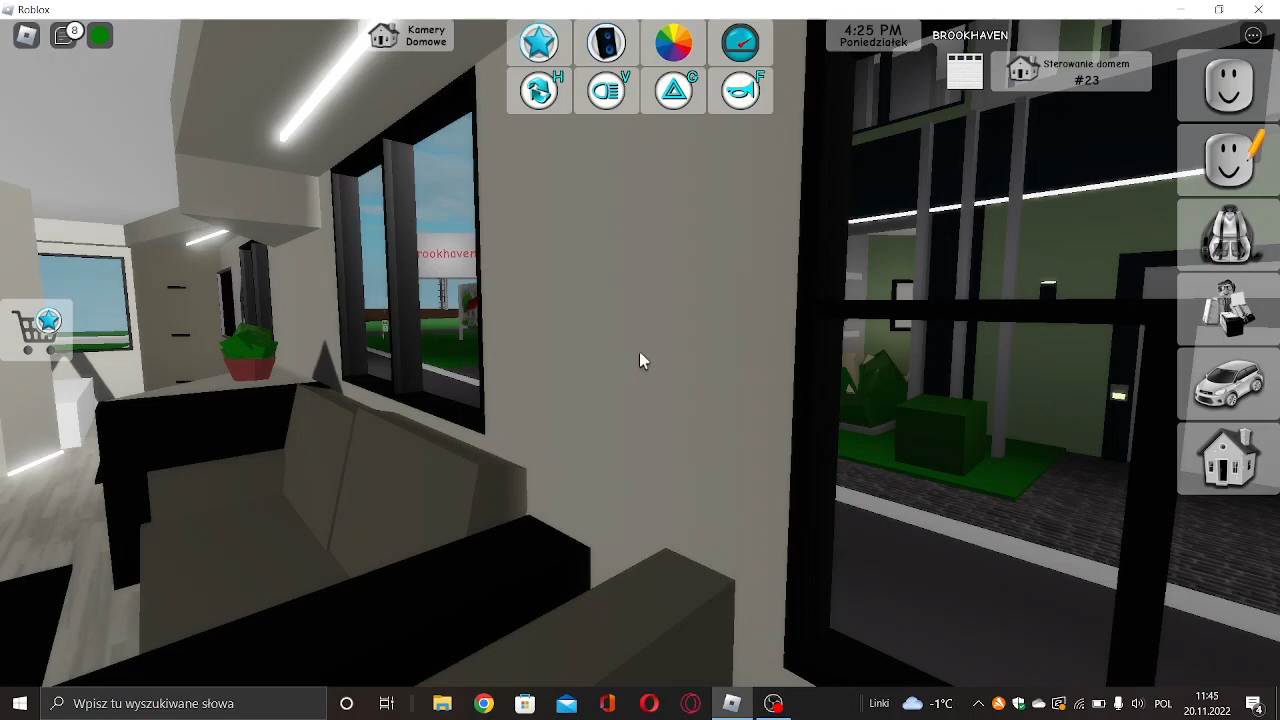 Roblox
8
Kamery
Domowe
H
V
G
F
4:25 PM
Poniedziałek
BROOKHAVEN
Sterowanie domem
#23
rookhaven
Wpisz tu wyszukiwane słowa
Linki
-1°C
POL
11:45
20.11.2022
4